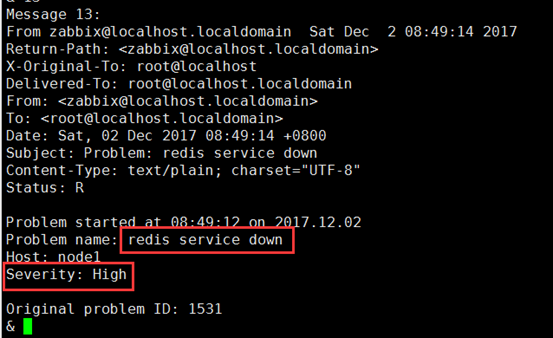 Message 13:
From zabbix@localhost.localdomain  Sat Dec  2 08:49:14 2017
Return-Path: <zabbix@localhost.localdomain>
X-Original-To: root@localhost
Delivered-To: root@localhost.localdomain
From: <zabbix@localhost.localdomain>
To: <root@localhost.localdomain>
Date: Sat, 02 Dec 2017 08:49:14 +0800
Subject: Problem: redis service down
Content-Type: text/plain; charset="UTF-8"
Status: R
Problem started at 08:49:12 on 2017.12.02
Problem name: redis service down
Host: node1
Severity: High
Original problem ID: 1531
&